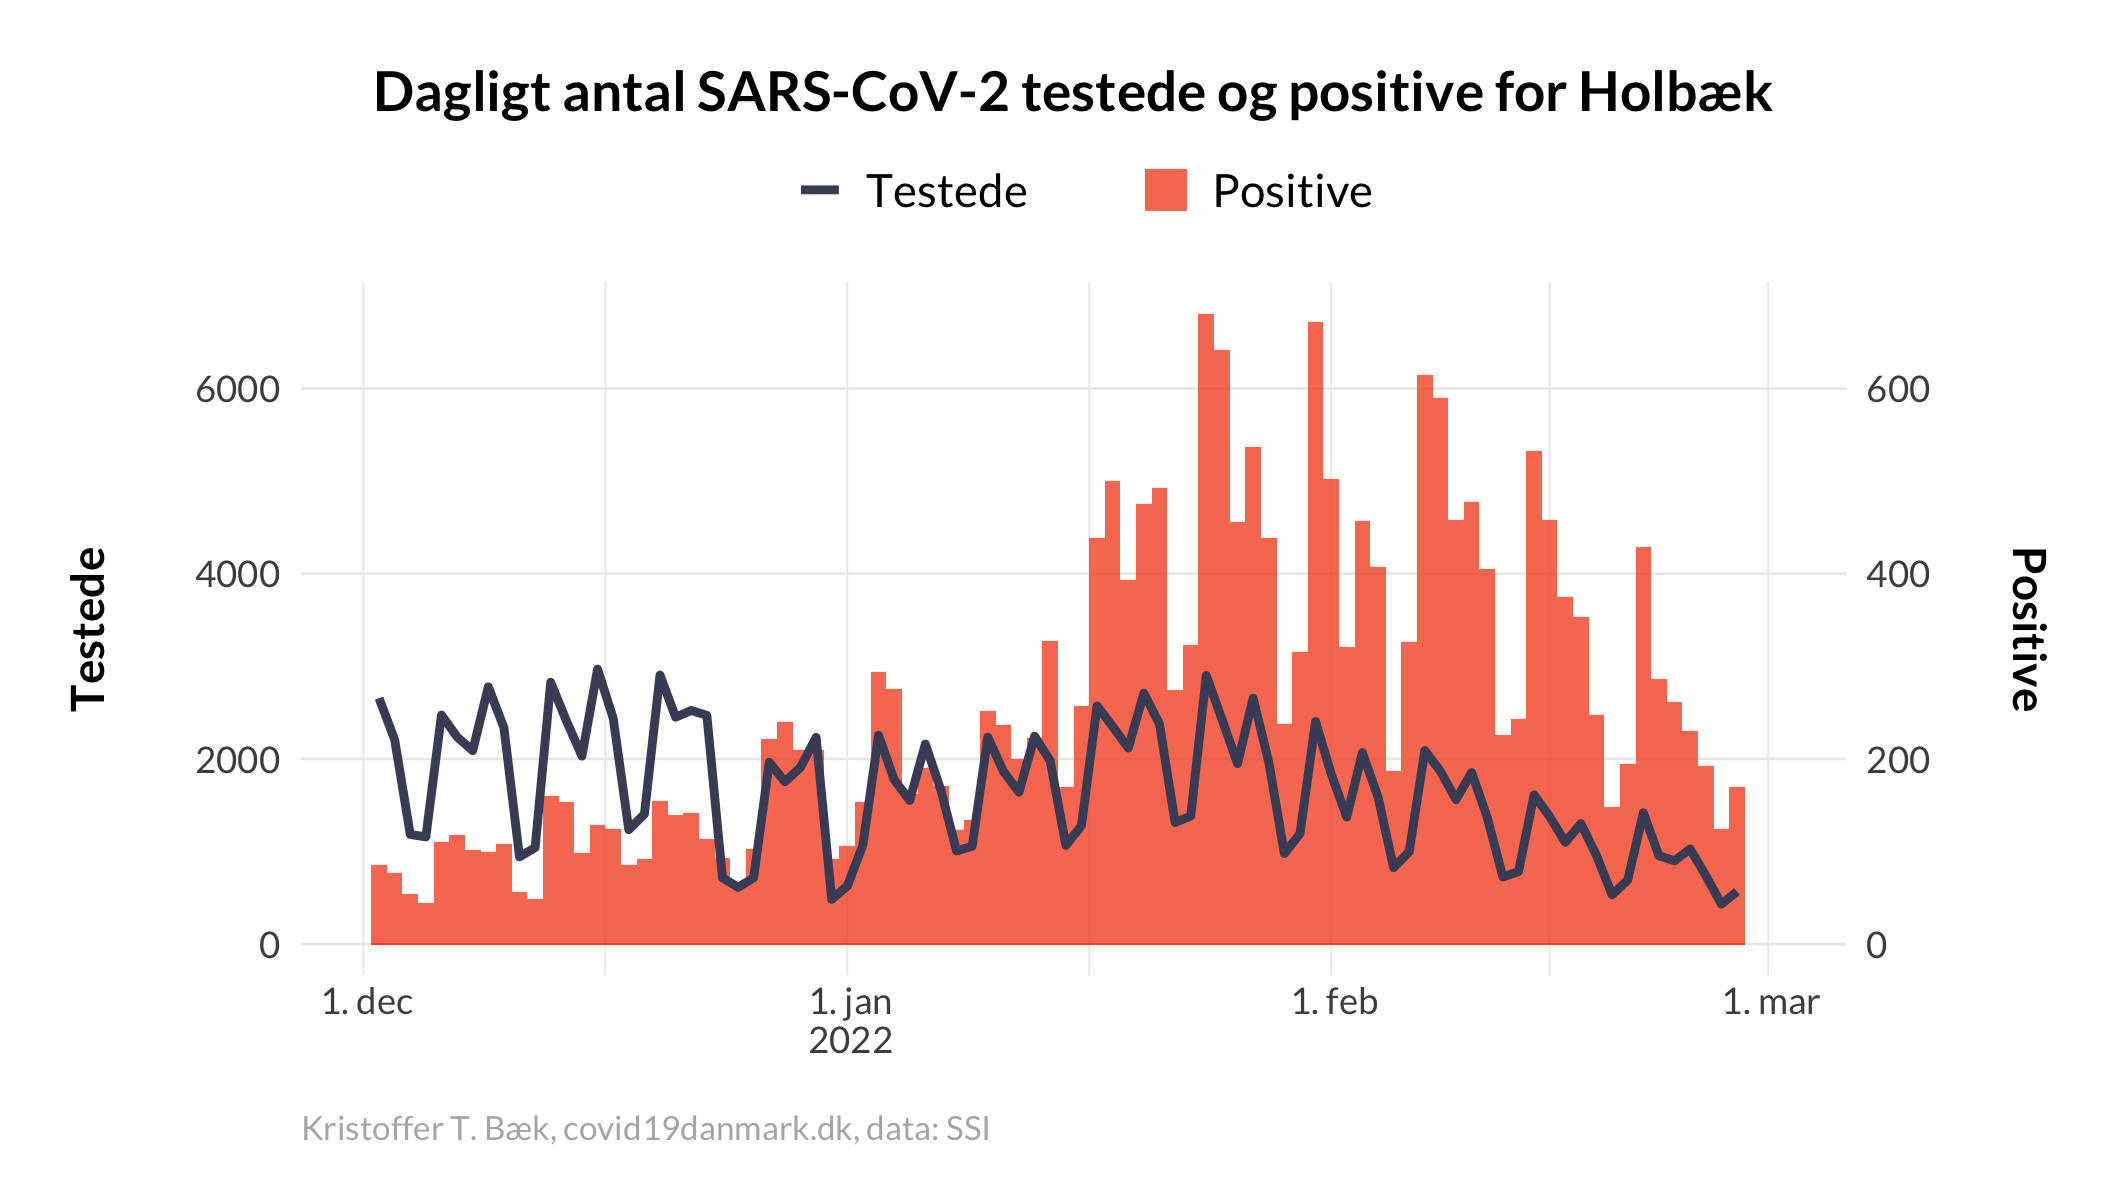 Dagligt antal SARS-CoV-2 testede og positive for Holbæk
Testede
Positive
Testede
6000
4000
2000
0
600
400
200
0
Positive
1. dec
1. jan
2022
1. feb
1. mar
Kristoffer T. Bæk, covid19danmark.dk, data: SSI